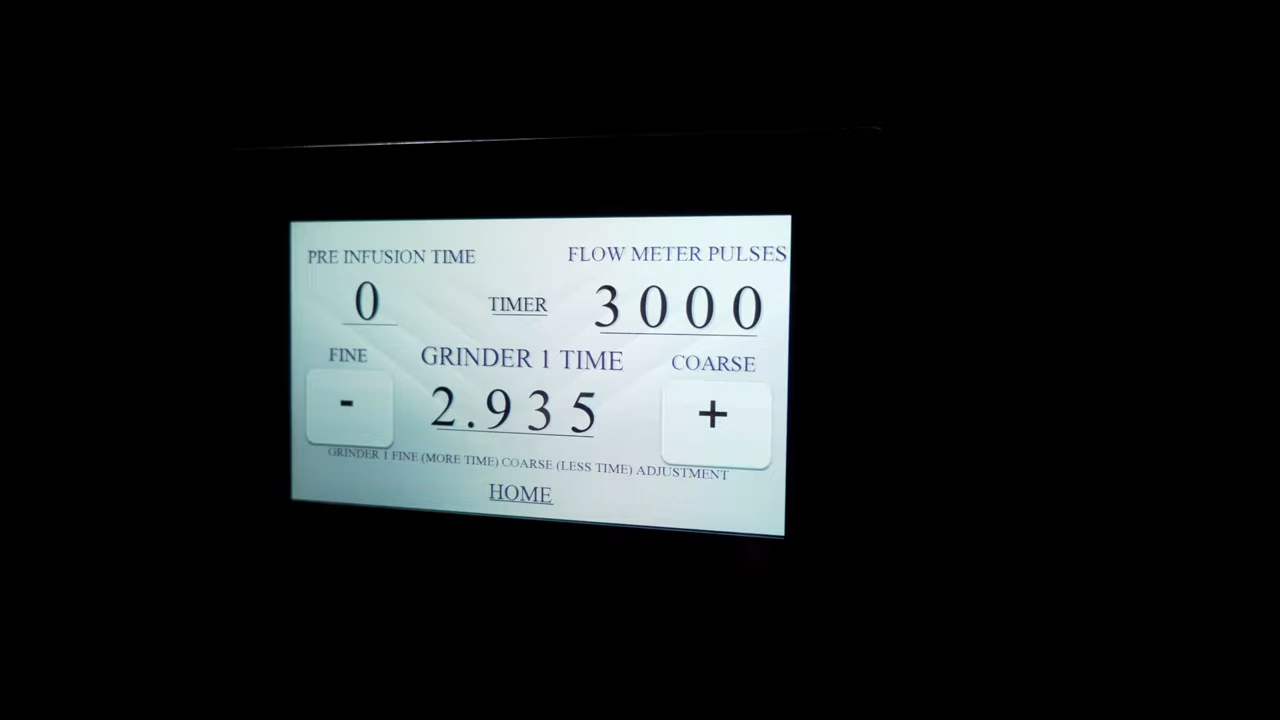 PRE INFUSION TIME
FLOW METER PULSES
0
TIMER
3000
FINE
GRINDER 1 TIME
COARSE
-
2.935
+
GRINDER 1 FINE (MORE TIME) COARSE (LESS TIME) ADJUSTMENT
HOME